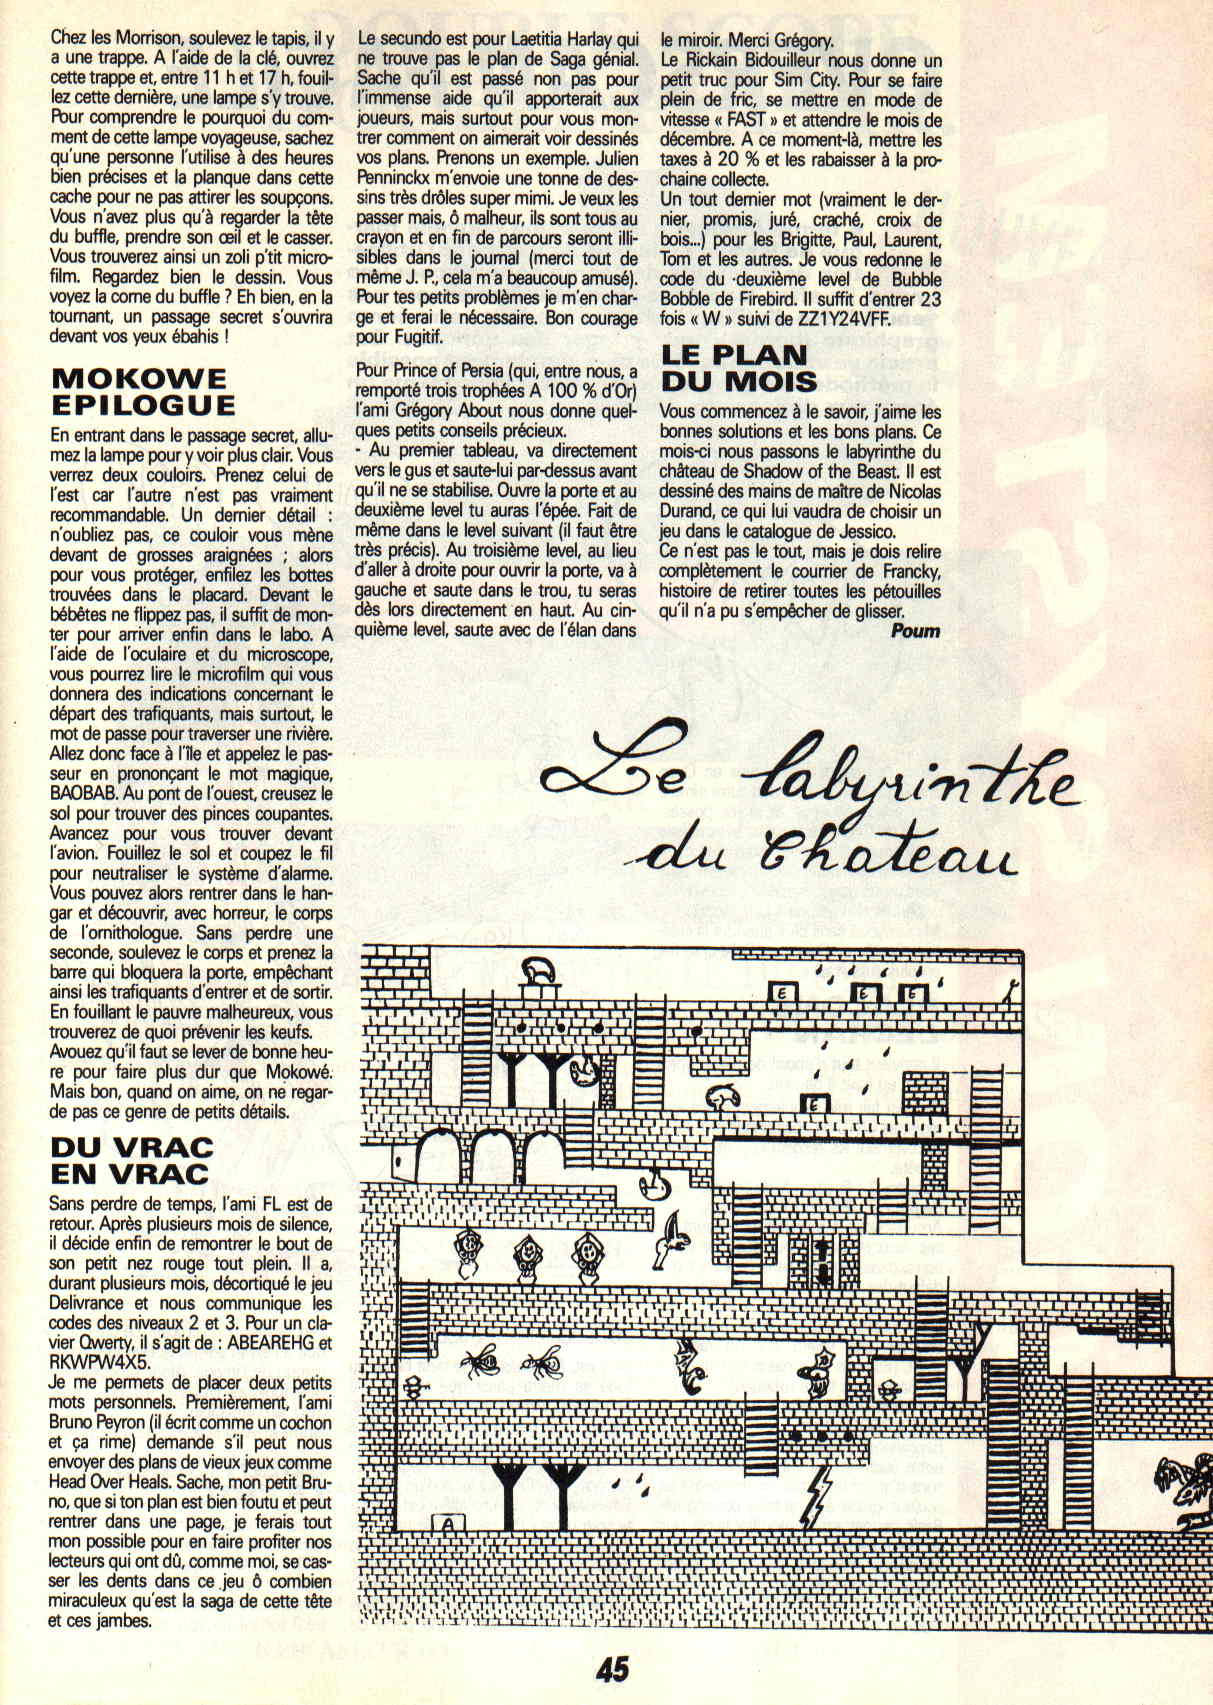 Chez les Morrison, soulevez le tapis, il y
a une trappe. A l'aide de la clé, ouvrez
cette trappe et, entre 11 h et 17 h, fouil-
lez cette dernière, une lampe s'y trouve.
Pour comprendre le pourquoi du com-
ment de cette lampe voyageuse, sachez
qu'une personne l'utilise à des heures
bien précises et la planque dans cette
cache pour ne pas attirer les soupçons.
Vous n'avez plus qu'à regarder la tête
du buffle, prendre son œil et le casser.
Vous trouverez ainsi un zoli p'tit micro-
film. Regardez bien le dessin. Vous
voyez la corne du buffle ? Eh bien, en la
tournant, un passage secret s'ouvrira
devant vos yeux ébahis !
MOKOWE
EPILOGUE
En entrant dans le passage secret, allu-
mez la lampe pour y voir plus clair. Vous
verrez deux couloirs. Prenez celui de
l'est car l'autre n'est pas vraiment
recommandable. Un dernier détail :
n'oubliez pas, ce couloir vous mène
devant de grosses araignées ; alors
pour vous protéger, enfilez les bottes
trouvées dans le placard. Devant le
bébêtes ne flippez pas, il suffit de mon-
ter pour arriver enfin dans le labo. A
l'aide de l'oculaire et du microscope,
vous pourrez lire le microfilm qui vous
donnera des indications concernant le
départ des trafiquants, mais surtout, le
mot de passe pour traverser une rivière.
Allez donc face à l'île et appelez le pas-
seur en prononçant le mot magique,
BAOBAB. Au pont de l'ouest, creusez le
sol pour trouver des pinces coupantes.
Avancez pour vous trouver devant
l'avion. Fouillez le sol et coupez le fil
pour neutraliser le système d'alarme.
Vous pouvez alors rentrer dans le han-
gar et découvrir, avec horreur, le corps
de l'ornithologue. Sans perdre une
seconde, soulevez le corps et prenez la
barre qui bloquera la porte, empêchant
ainsi les trafiquants d'entrer et de sortir.
En fouillant le pauvre malheureux, vous
trouverez de quoi prévenir les keufs.
Avouez qu'il faut se lever de bonne heu-
re pour faire plus dur que Mokowé.
Mais bon, quand on aime, on ne regar-
de pas ce genre de petits détails.
DU VRAC
EN VRAC
Sans perdre de temps, l'ami FL est de
retour. Après plusieurs mois de silence,
il décide enfin de remontrer le bout de
son petit nez rouge tout plein. Il a,
durant plusieurs mois, décortiqué le jeu
Delivrance et nous communique les
codes des niveaux 2 et 3. Pour un cla-
vier Qwerty, il s'agit de : ABEAREHG et
RKWPW4X5.
Je me permets de placer deux petits
mots personnels. Premièrement, l'ami
Bruno Peyron (il écrit comme un cochon
et ça rime) demande s'il peut nous
envoyer des plans de vieux jeux comme
Head Over Heals. Sache, mon petit Bru-
no, que si ton plan est bien foutu et peut
rentrer dans une page, je ferais tout
mon possible pour en faire profiter nos
lecteurs qui ont dû, comme moi, se cas-
ser les dents dans ce jeu ô combien
miraculeux qu'est la saga de cette tête
et ces jambes.
Le secundo est pour Laetitia Harlay qui
ne trouve pas le plan de Saga génial.
Sache qu'il est passé non pas pour
l'immense aide qu'il apporterait aux
joueurs, mais surtout pour vous mon-
trer comment on aimerait voir dessinés
vos plans. Prenons un exemple. Julien
Penninckx m'envoie une tonne de des-
sins très drôles super mimi. Je veux les
passer mais, ô malheur, ils sont tous au
crayon et en fin de parcours seront illi-
sibles dans le journal (merci tout de
même J. P., cela m'a beaucoup amusé).
Pour tes petits problèmes je m'en char-
ge et ferai le nécessaire. Bon courage
pour Fugitif.
Pour Prince of Persia (qui, entre nous, a
remporté trois trophées A 100 % d'Or)
l'ami Grégory About nous donne quel-
ques petits conseils précieux.
- Au premier tableau, va directement
vers le gus et saute-lui par-dessus avant
qu'il ne se stabilise. Ouvre la porte et au
deuxième level tu auras l'épée. Fait de
même dans le level suivant (il faut être
très précis). Au troisième level, au lieu
d'aller à droite pour ouvrir la porte, va à
gauche et saute dans le trou, tu seras
dès lors directement en haut. Au cin-
quième level, saute avec de l'élan dans
le miroir. Merci Grégory.
Le Rickain Bidouilleur nous donne un
petit truc pour Sim City. Pour se faire
plein de fric, se mettre en mode de
vitesse « FAST » et attendre le mois de
décembre. A ce moment-là, mettre les
taxes à 20 % et les rabaisser à la pro-
chaine collecte.
Un tout dernier mot (vraiment le der-
nier, promis, juré, craché, croix de
bois...) pour les Brigitte, Paul, Laurent,
Tom et les autres. Je vous redonne le
code du deuxième level de Bubble
Bobble de Firebird. Il suffit d'entrer 23
fois « W » suivi de ZZ1Y24VFF.
LE PLAN
DU MOIS
Vous commencez à le savoir, j'aime les
bonnes solutions et les bons plans. Ce
mois-ci nous passons le labyrinthe du
château de Shadow of the Beast. Il est
dessiné des mains de maître de Nicolas
Durand, ce qui lui vaudra de choisir un
jeu dans le catalogue de Jessico.
Ce n'est pas le tout, mais je dois relire
complètement le courrier de Francky,
histoire de retirer toutes les pétouilles
qu'il n'a pu s'empêcher de glisser.
Poum
Le labyrinthe
du Chateau
E E E
E
A
45